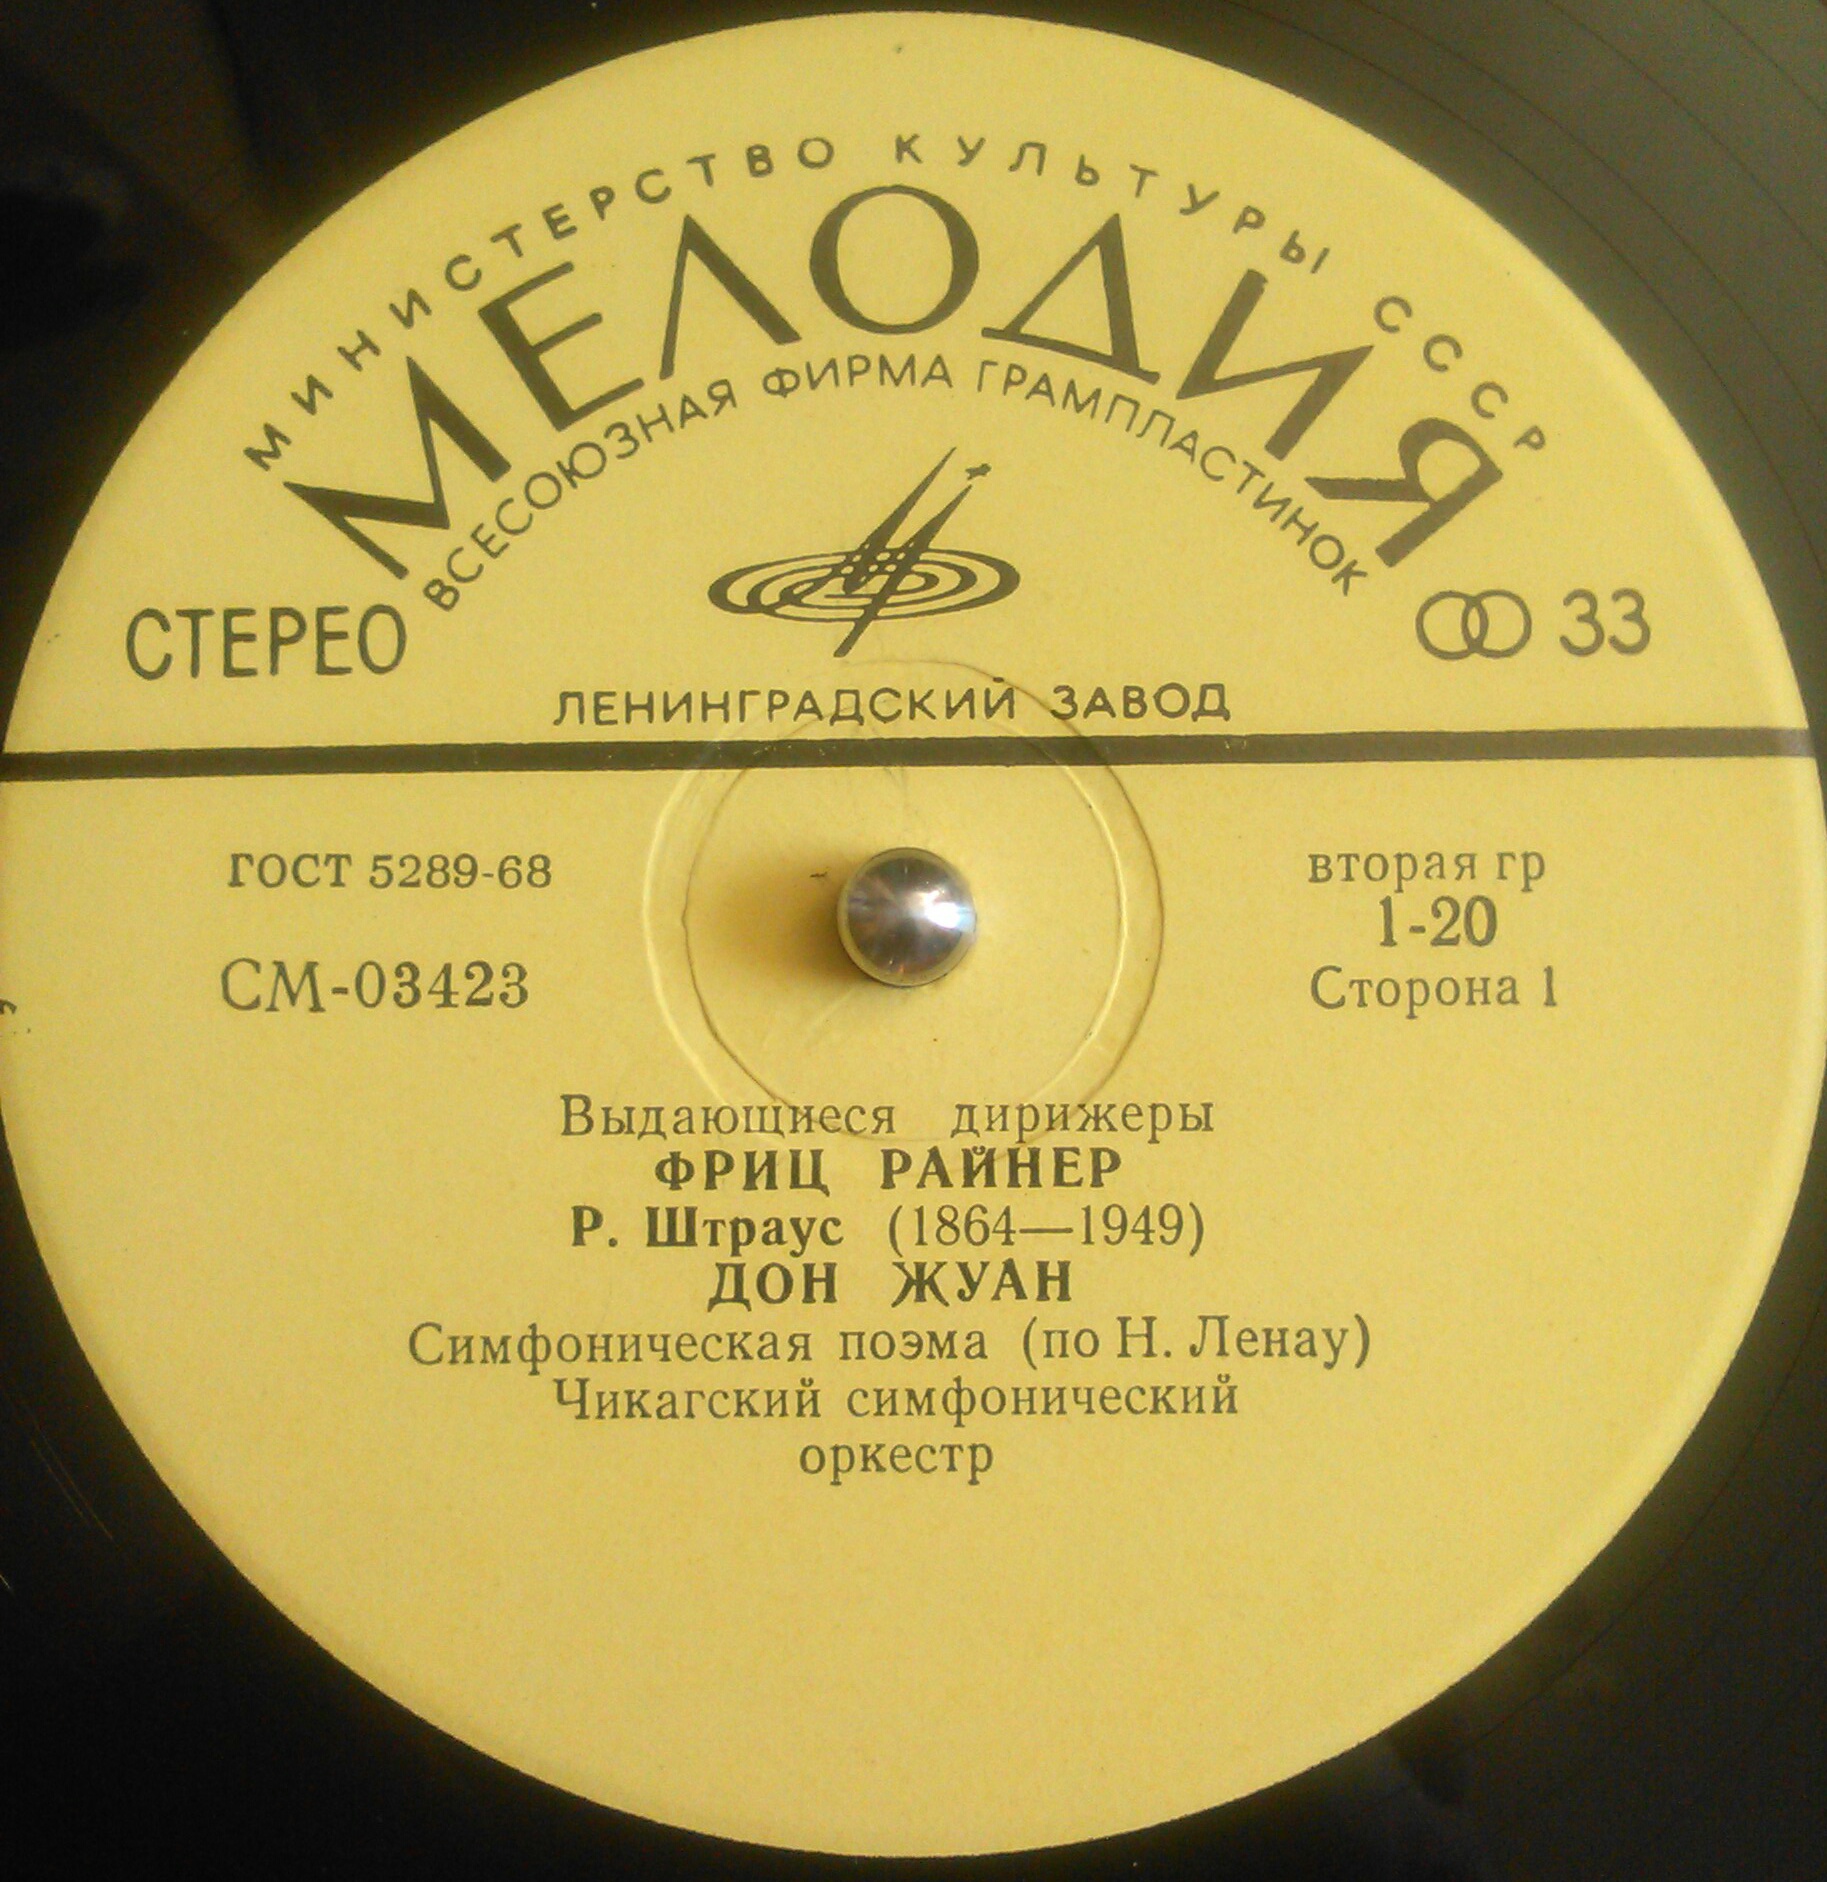 МИНИСТЕРСТВО КУЛЬТУРЫ СССР
МЕЛОДИЯ
ВСЕСОЮЗНАЯ ФИРМА ГРАМПЛАСТИНОК
СТЕРЕО
33
ЛЕНИНГРАДСКИЙ ЗАВОД
ГОСТ 5289-68
вторая гр
1-20
СМ-03423
Сторона 1
Выдающиеся дирижеры
ФРИЦ РАЙНЕР
Р. Штраус (1864—1949)
ДОН ЖУАН
Симфоническая поэма (по Н. Ленау)
Чикагский симфонический
оркестр